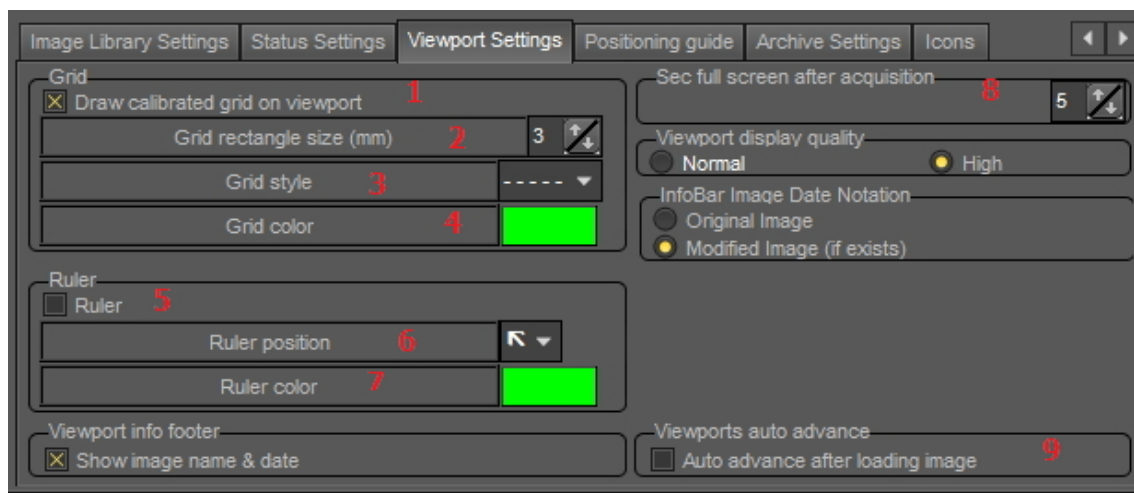 Image Library Settings Status Settings Viewport Settings Positioning guide Archive Settings Icons
Grid
Draw calibrated grid on viewport 1
Grid rectangle size (mm) 2 3
Grid style 3
Grid color 4
Ruler
Ruler 5
Ruler position 6
Ruler color 7
Viewport info footer
Show image name & date
Sec full screen after acquisition 8
5
Viewport display quality
Normal High
InfoBar Image Date Notation
Original Image
Modified Image (if exists)
Viewports auto advance
Auto advance after loading image 9